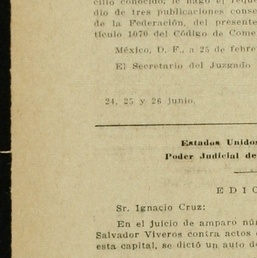 cilio conocido, le hago el reque
dio de tres publicaciones conse
de la Federación, del presente
tículo 1070 del Código de Come
México, D. F., a 25 de febre
El Secretario del Juzgado
24, 25 y 26 junio.
Estados Unidos
Poder Judicial de
EDIC
Sr. Ignacio Cruz:
En el juicio de amparo nú
Salvador Viveros contra actos
esta capital, se dictó un auto de